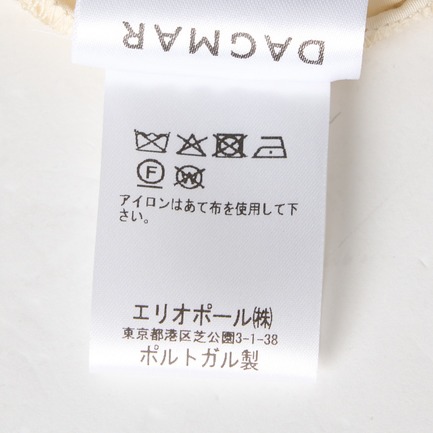 DAGMAR
F W
アイロンはあて布を使用して下
さい。
エリオポール㈱
東京都港区芝公園3-1-38
ポルトガル製